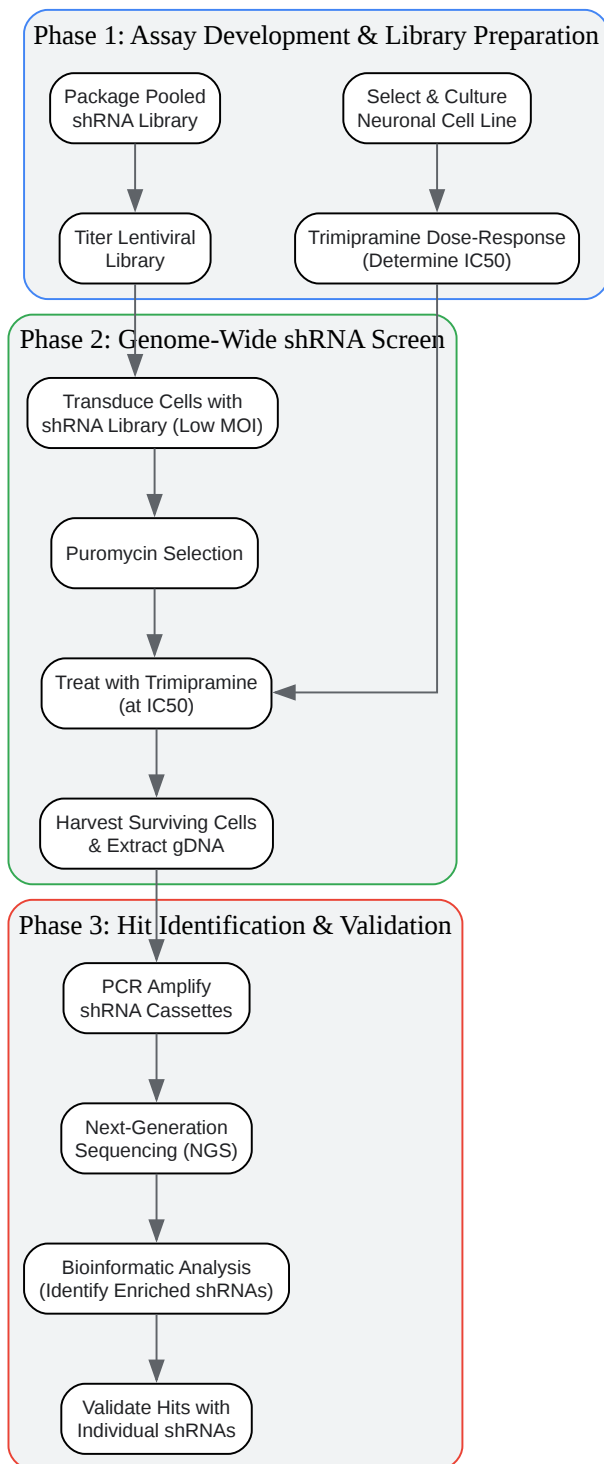 Phase 1: Assay Development & Library Preparation
Package Pooled
shRNA Library
Select & Culture
Neuronal Cell Line
Titer Lentiviral
Library
Trimipramine Dose-Response
(Determine IC50)
Phase 2: Genome-Wide shRNA Screen
Transduce Cells with
shRNA Library (Low MOI)
Puromycin Selection
Treat with Trimipramine
(at IC50)
Harvest Surviving Cells
& Extract gDNA
Phase 3: Hit Identification & Validation
PCR Amplify
shRNA Cassettes
Next-Generation
Sequencing (NGS)
Bioinformatic Analysis
(Identify Enriched shRNAs)
Validate Hits with
Individual shRNAs